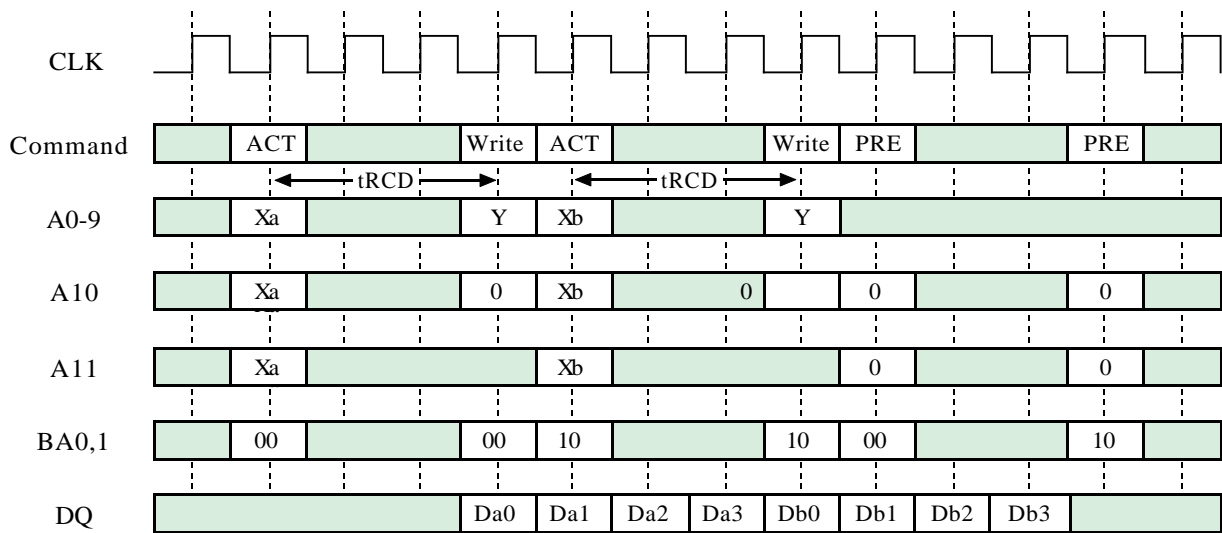 CLK
Command ACT Write ACT Write PRE PRE
tRCD tRCD
A0-9 Xa Y Xb Y
A10 Xa 0 Xb 0 0 0
A11 Xa Xb 0 0
BA0,1 00 00 10 10 00 10
DQ Da0 Da1 Da2 Da3 Db0 Db1 Db2 Db3